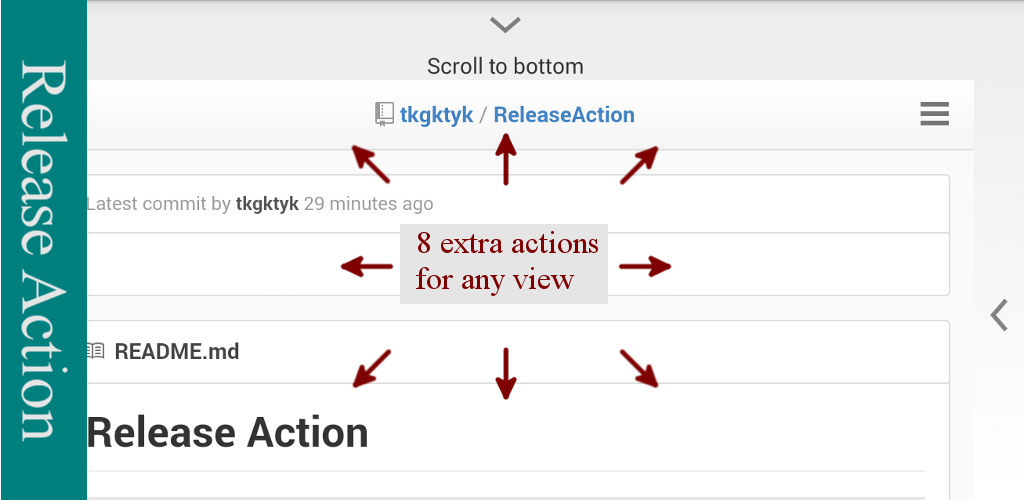 Release Action
Scroll to bottom
tkgktyk / ReleaseAction
Latest commit by tkgktyk 29 minutes ago
8 extra actions
for any view
README.md
Release Action